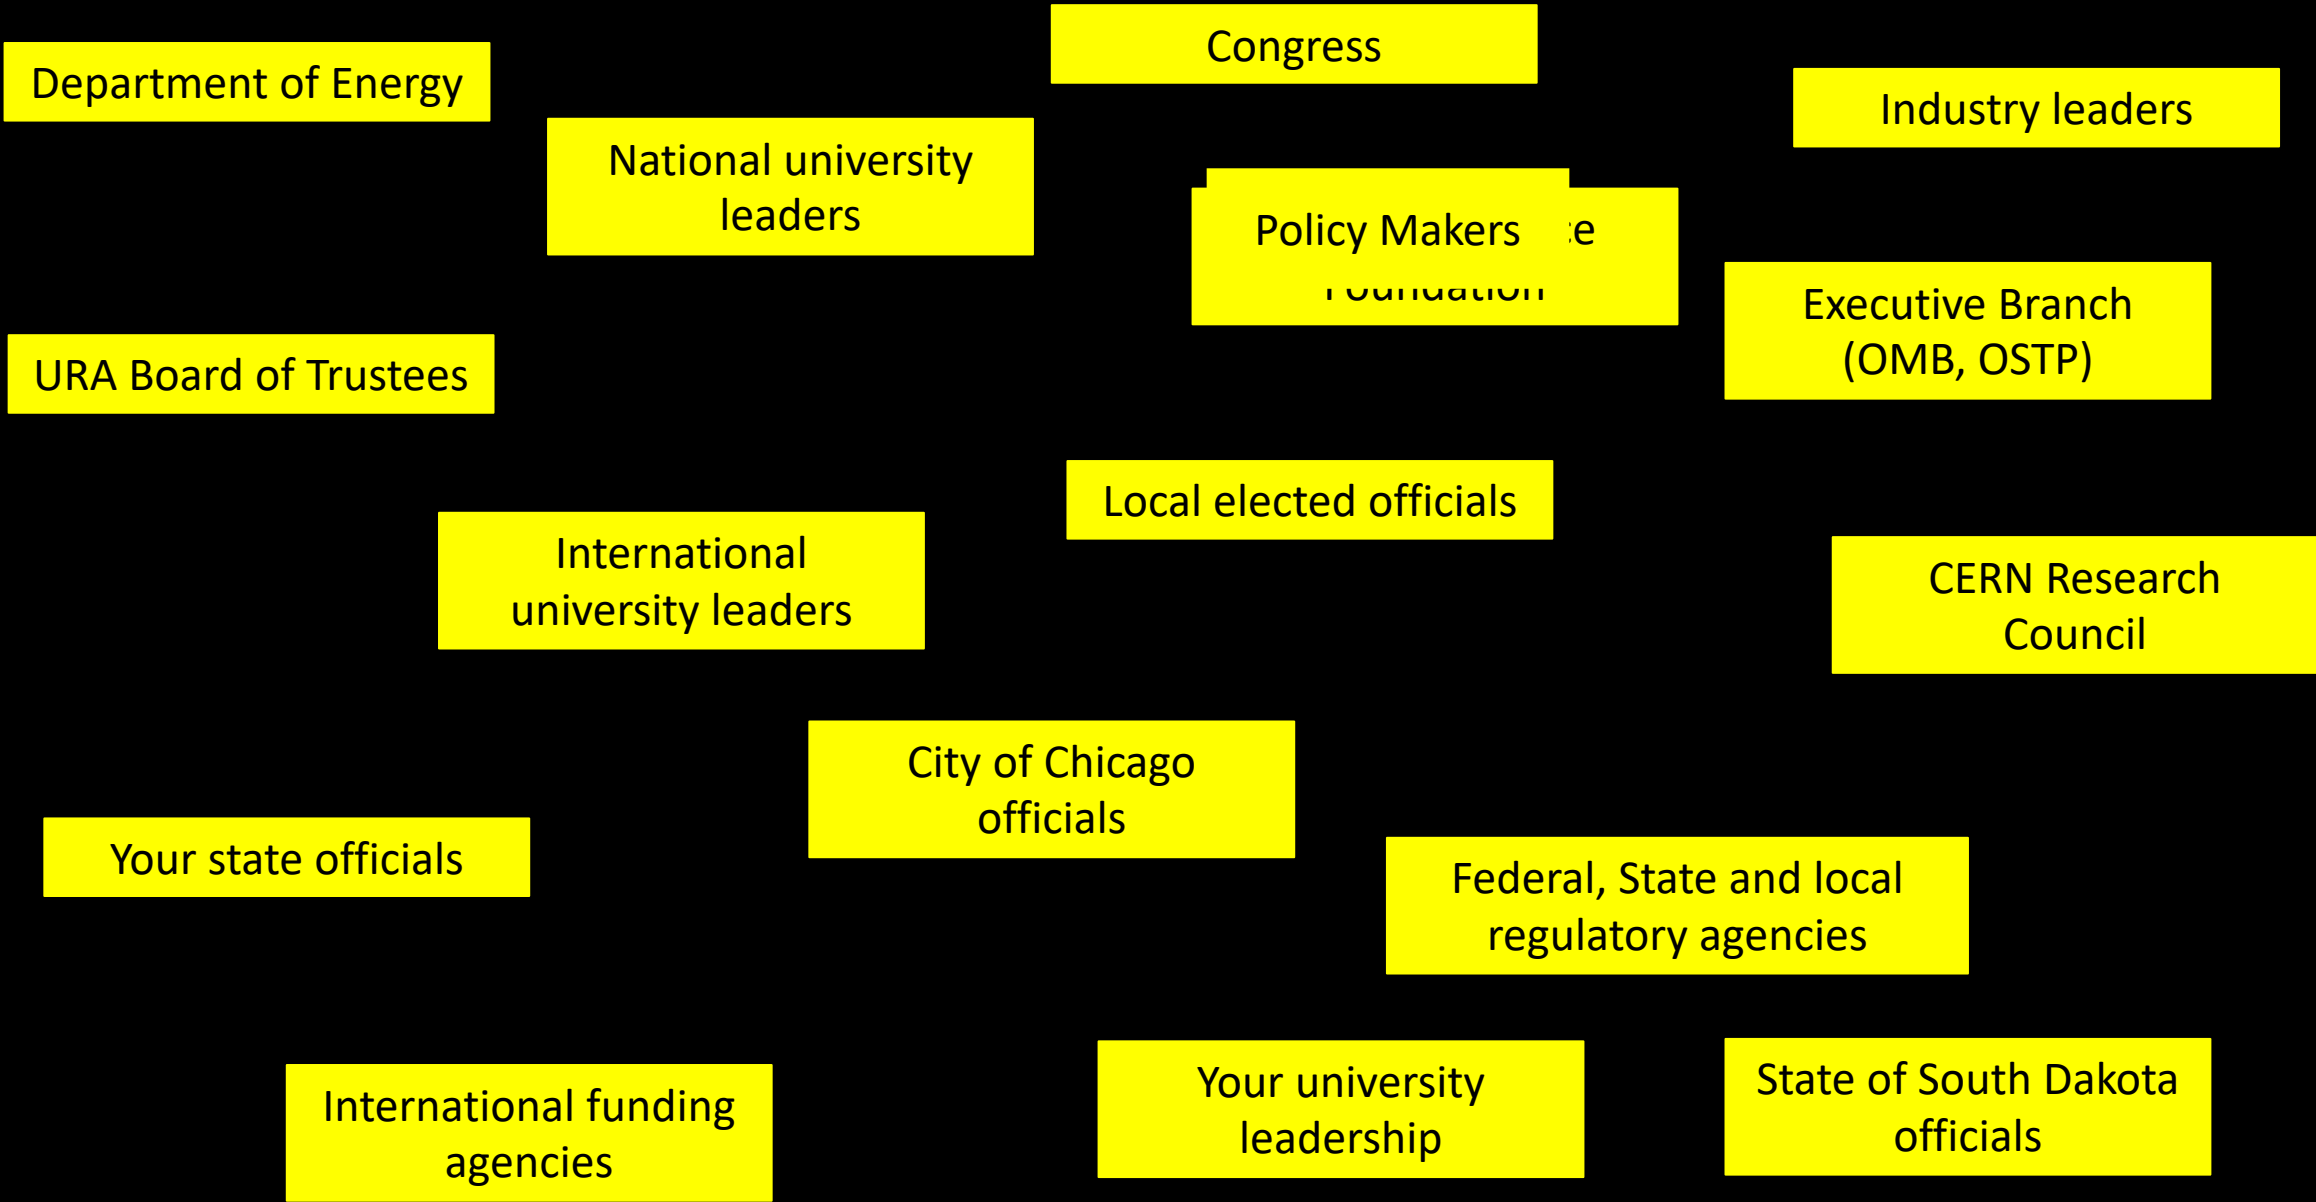 Congress
Department of Energy
Industry leaders
National university
leaders
Policy Makers
Executive Branch
(OMB, OSTP)
URA Board of Trustees
Local elected officials
International
university leaders
CERN Research
Council
City of Chicago
officials
Your state officials
Federal, State and local
regulatory agencies
International funding
agencies
Your university
leadership
State of South Dakota
officials